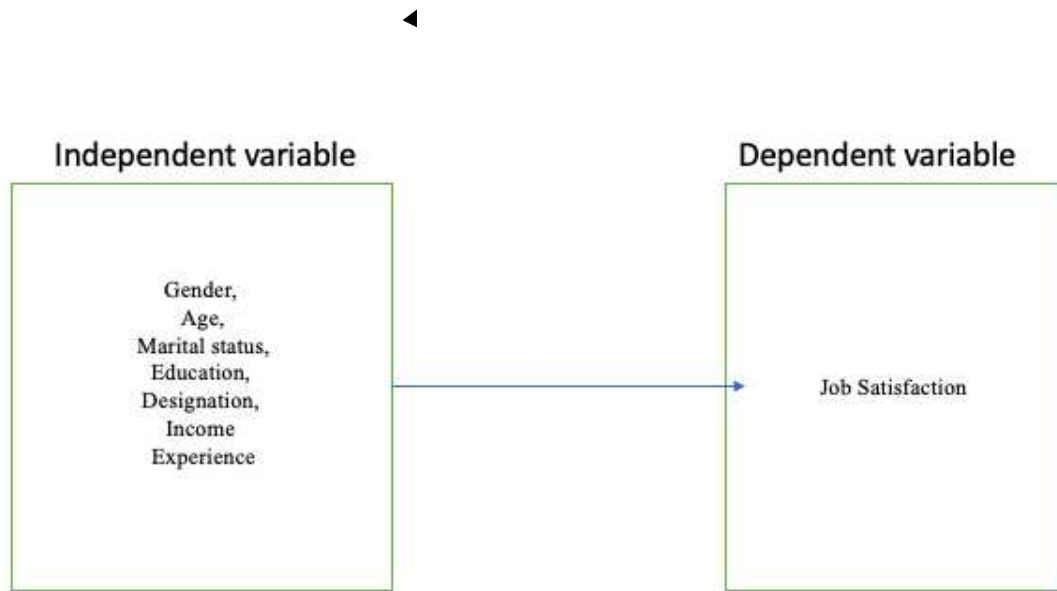 Independent variable
Dependent variable
Gender,
Age,
Marital status,
Education,
Designation,
Income
Experience
Job Satisfaction